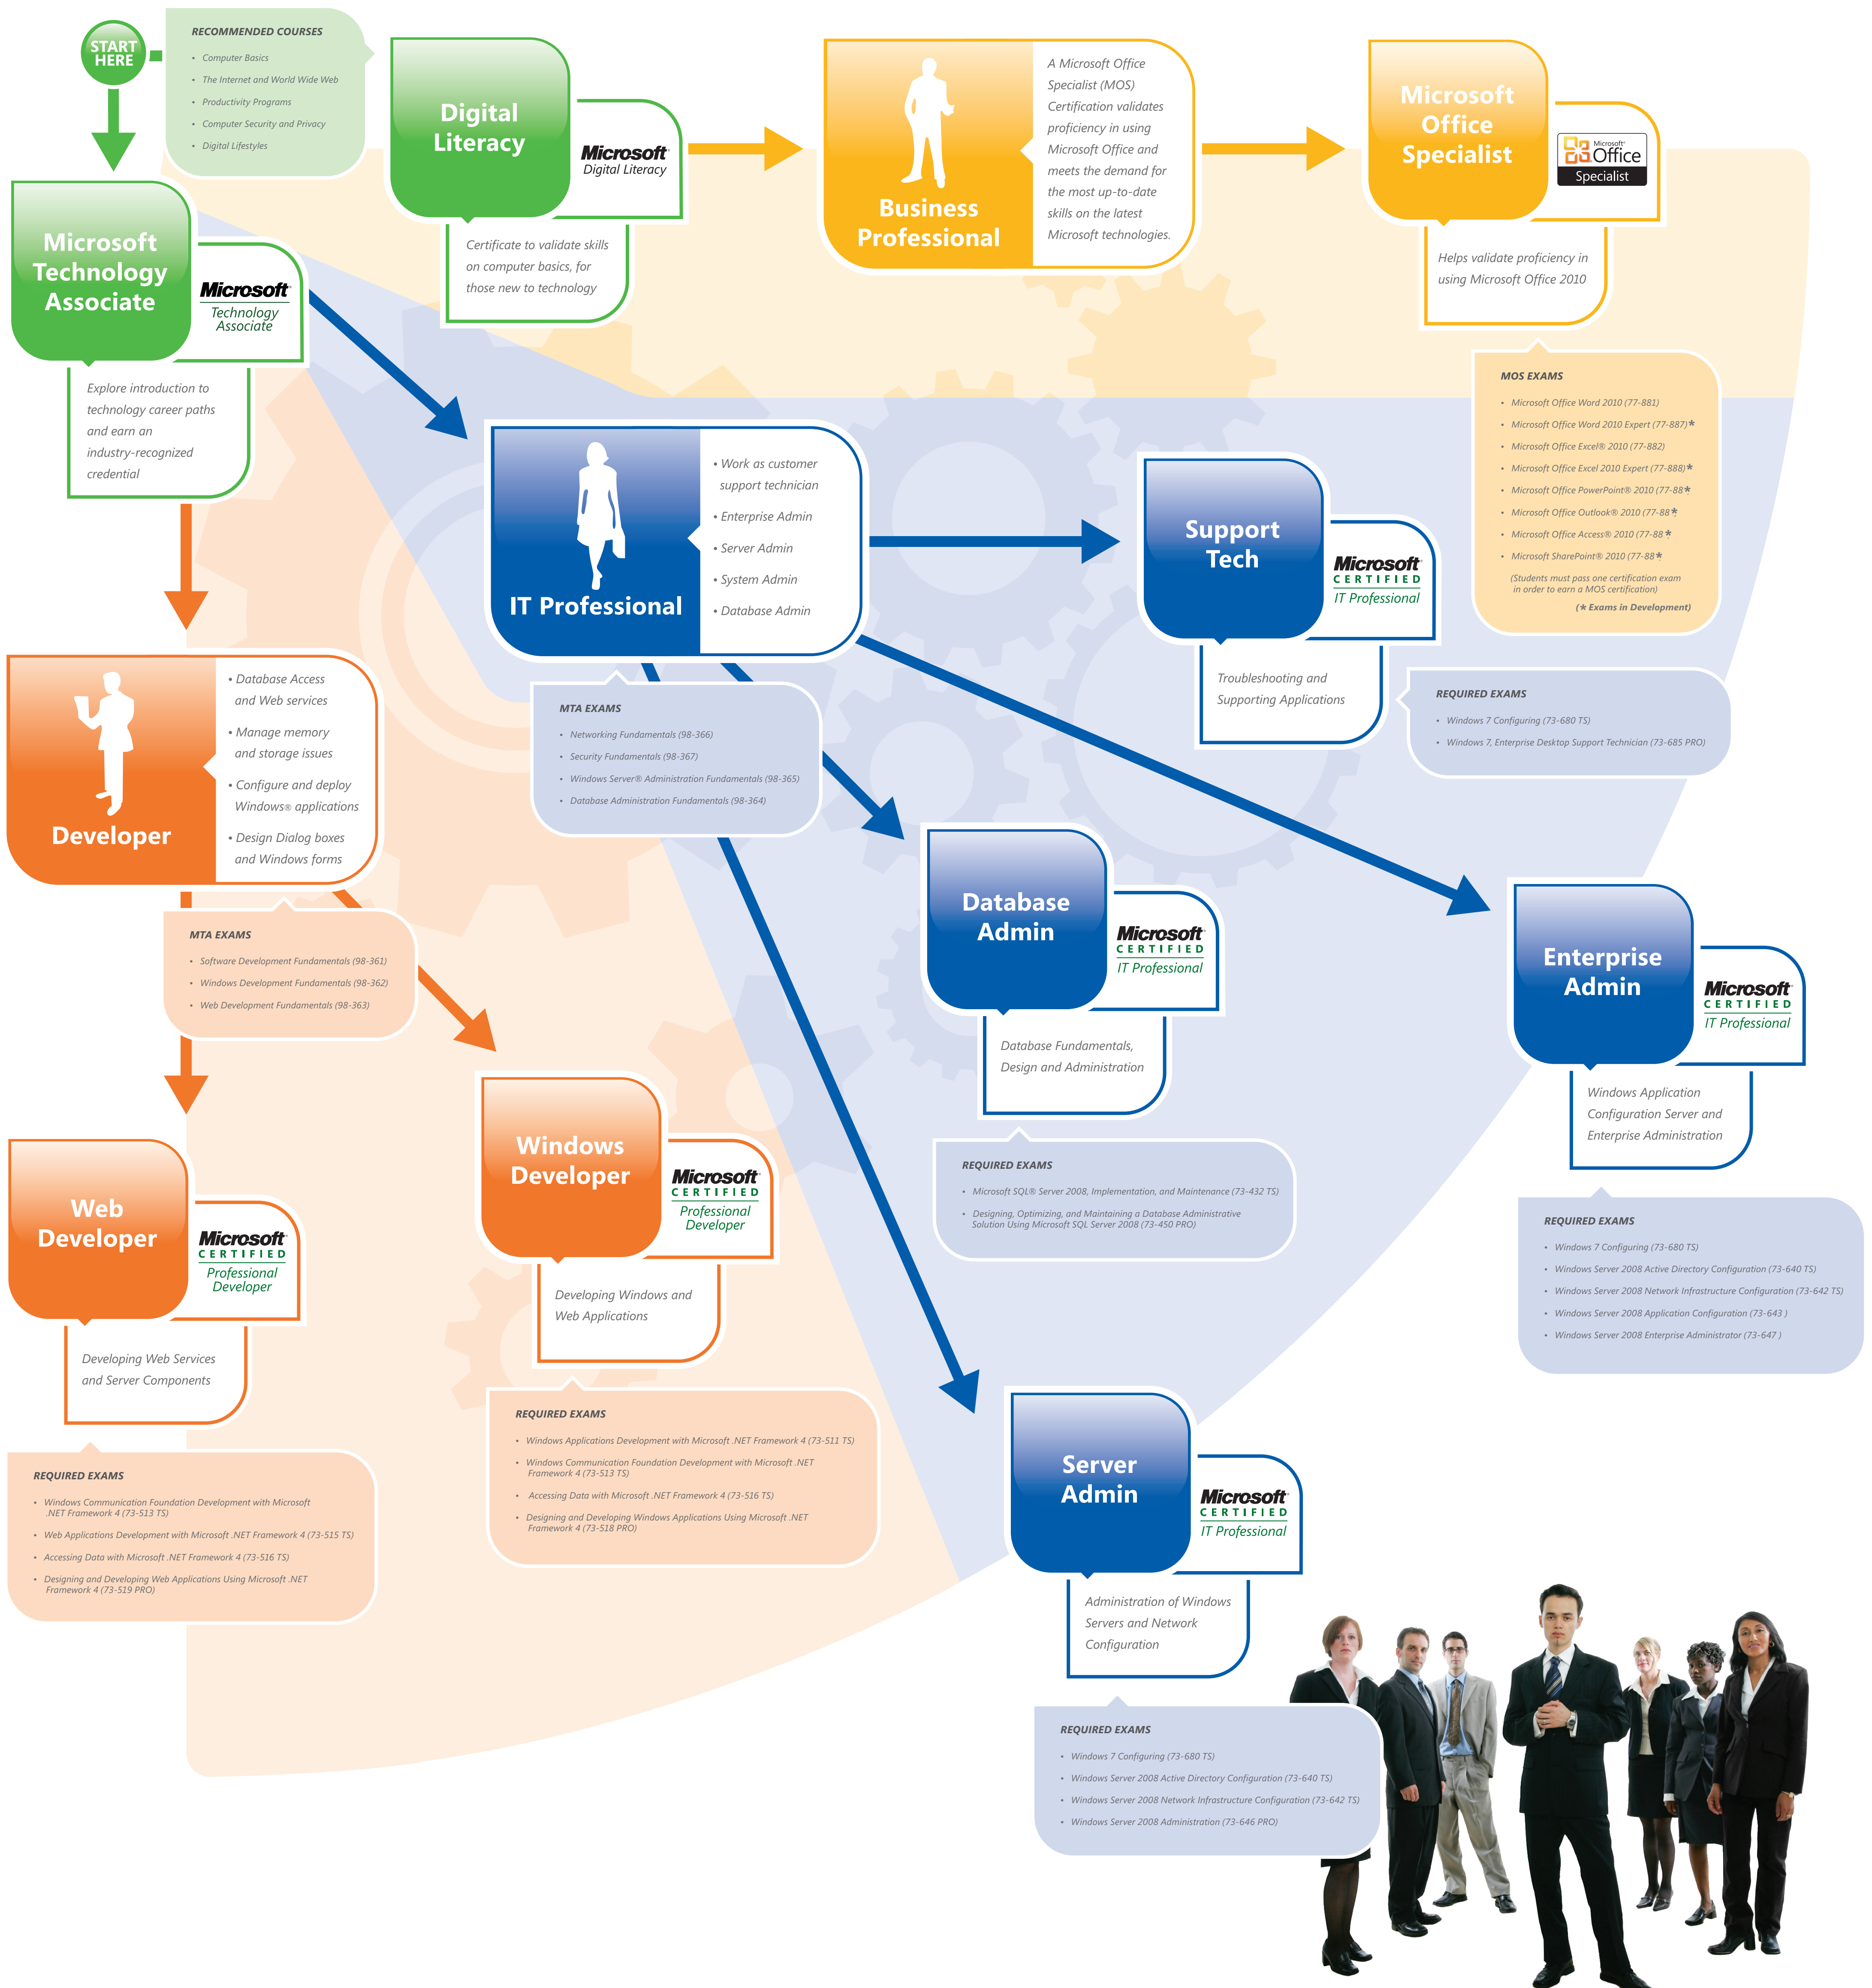 START
HERE
RECOMMENDED COURSES
• Computer Basics
• The Internet and World Wide Web
• Productivity Programs
• Computer Security and Privacy
• Digital Lifestyles
Digital
Literacy
Microsoft®
Digital Literacy
Certificate to validate skills
on computer basics, for
those new to technology
Business
Professional
A Microsoft Office
Specialist (MOS)
Certification validates
proficiency in using
Microsoft Office and
meets the demand for
the most up-to-date
skills on the latest
Microsoft technologies.
Microsoft
Office
Specialist
Microsoft®
Office
Specialist
Helps validate proficiency in
using Microsoft Office 2010
MOS EXAMS
• Microsoft Office Word 2010 (77-881)
• Microsoft Office Word 2010 Expert (77-887)*
• Microsoft Office Excel® 2010 (77-882)
• Microsoft Office Excel 2010 Expert (77-888)*
• Microsoft Office PowerPoint® 2010 (77-88*
• Microsoft Office Outlook® 2010 (77-88*
• Microsoft Office Access® 2010 (77-88*
• Microsoft SharePoint® 2010 (77-88*
(Students must pass one certification exam
in order to earn a MOS certification)
(* Exams in Development)
Microsoft
Technology
Associate
Microsoft®
Technology
Associate
Explore introduction to
technology career paths
and earn an
industry-recognized
credential
IT Professional
• Work as customer
support technician
• Enterprise Admin
• Server Admin
• System Admin
• Database Admin
MTA EXAMS
• Networking Fundamentals (98-366)
• Security Fundamentals (98-367)
• Windows Server® Administration Fundamentals (98-365)
• Database Administration Fundamentals (98-364)
Support
Tech
Microsoft®
CERTIFIED
IT Professional
Troubleshooting and
Supporting Applications
REQUIRED EXAMS
• Windows 7 Configuring (73-680 TS)
• Windows 7, Enterprise Desktop Support Technician (73-685 PRO)
Developer
• Database Access
and Web services
• Manage memory
and storage issues
• Configure and deploy
Windows® applications
• Design Dialog boxes
and Windows forms
MTA EXAMS
• Software Development Fundamentals (98-361)
• Windows Development Fundamentals (98-362)
• Web Development Fundamentals (98-363)
Database
Admin
Microsoft®
CERTIFIED
IT Professional
Database Fundamentals,
Design and Administration
REQUIRED EXAMS
• Microsoft SQL® Server 2008, Implementation, and Maintenance (73-432 TS)
• Designing, Optimizing, and Maintaining a Database Administrative
Solution Using Microsoft SQL Server 2008 (73-450 PRO)
Enterprise
Admin
Microsoft®
CERTIFIED
IT Professional
Windows Application
Configuration Server and
Enterprise Administration
REQUIRED EXAMS
• Windows 7 Configuring (73-680 TS)
• Windows Server 2008 Active Directory Configuration (73-640 TS)
• Windows Server 2008 Network Infrastructure Configuration (73-642 TS)
• Windows Server 2008 Application Configuration (73-643 )
• Windows Server 2008 Enterprise Administrator (73-647 )
Web
Developer
Microsoft®
CERTIFIED
Professional
Developer
Developing Web Services
and Server Components
REQUIRED EXAMS
• Windows Communication Foundation Development with Microsoft
.NET Framework 4 (73-513 TS)
• Web Applications Development with Microsoft .NET Framework 4 (73-515 TS)
• Accessing Data with Microsoft .NET Framework 4 (73-516 TS)
• Designing and Developing Web Applications Using Microsoft .NET
Framework 4 (73-519 PRO)
Windows
Developer
Microsoft®
CERTIFIED
Professional
Developer
Developing Windows and
Web Applications
REQUIRED EXAMS
• Windows Applications Development with Microsoft .NET Framework 4 (73-511 TS)
• Windows Communication Foundation Development with Microsoft .NET
Framework 4 (73-513 TS)
• Accessing Data with Microsoft .NET Framework 4 (73-516 TS)
• Designing and Developing Windows Applications Using Microsoft .NET
Framework 4 (73-518 PRO)
Server
Admin
Microsoft®
CERTIFIED
IT Professional
Administration of Windows
Servers and Network
Configuration
REQUIRED EXAMS
• Windows 7 Configuring (73-680 TS)
• Windows Server 2008 Active Directory Configuration (73-640 TS)
• Windows Server 2008 Network Infrastructure Configuration (73-642 TS)
• Windows Server 2008 Administration (73-646 PRO)